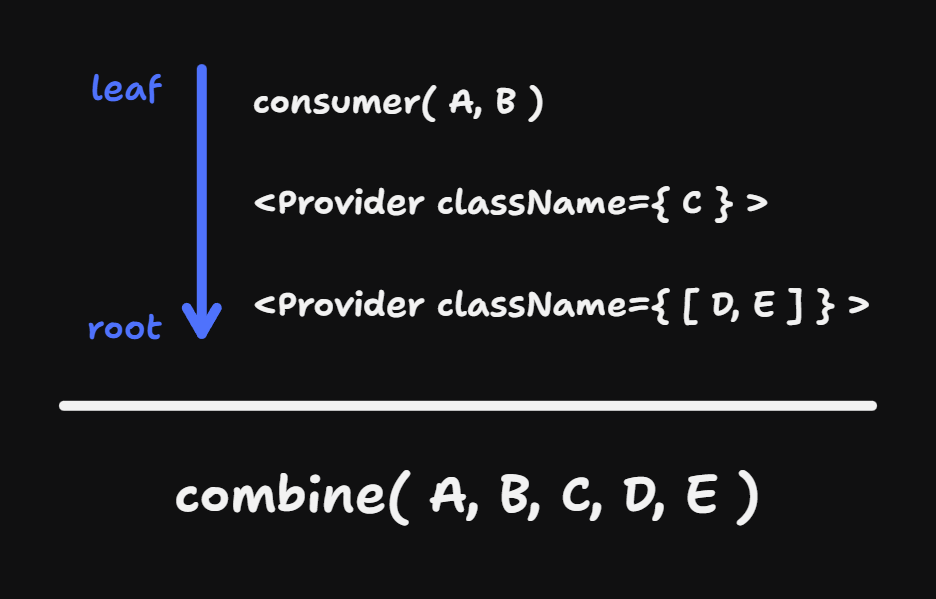 leaf
consumer( A, B )
<Provider className={ C } >
<Provider className={ [ D, E ] } >
root
combine( A, B, C, D, E )